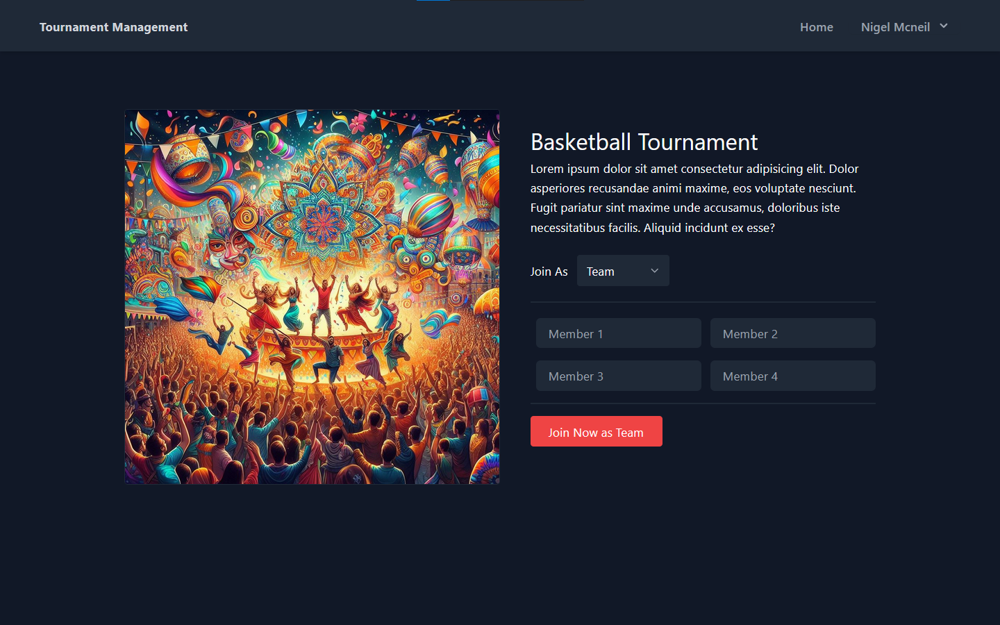 Tournament Management
Home
Nigel Mcneil
Basketball Tournament
Lorem ipsum dolor sit amet consectetur adipisicing elit. Dolor
asperiores recusandae animi maxime, eos voluptate nesciunt.
Fugit pariatur sint maxime unde accusamus, doloribus iste
necessitatibus facilis. Aliquid incidunt ex esse?
Join As
Team
Member 1
Member 2
Member 3
Member 4
Join Now as Team